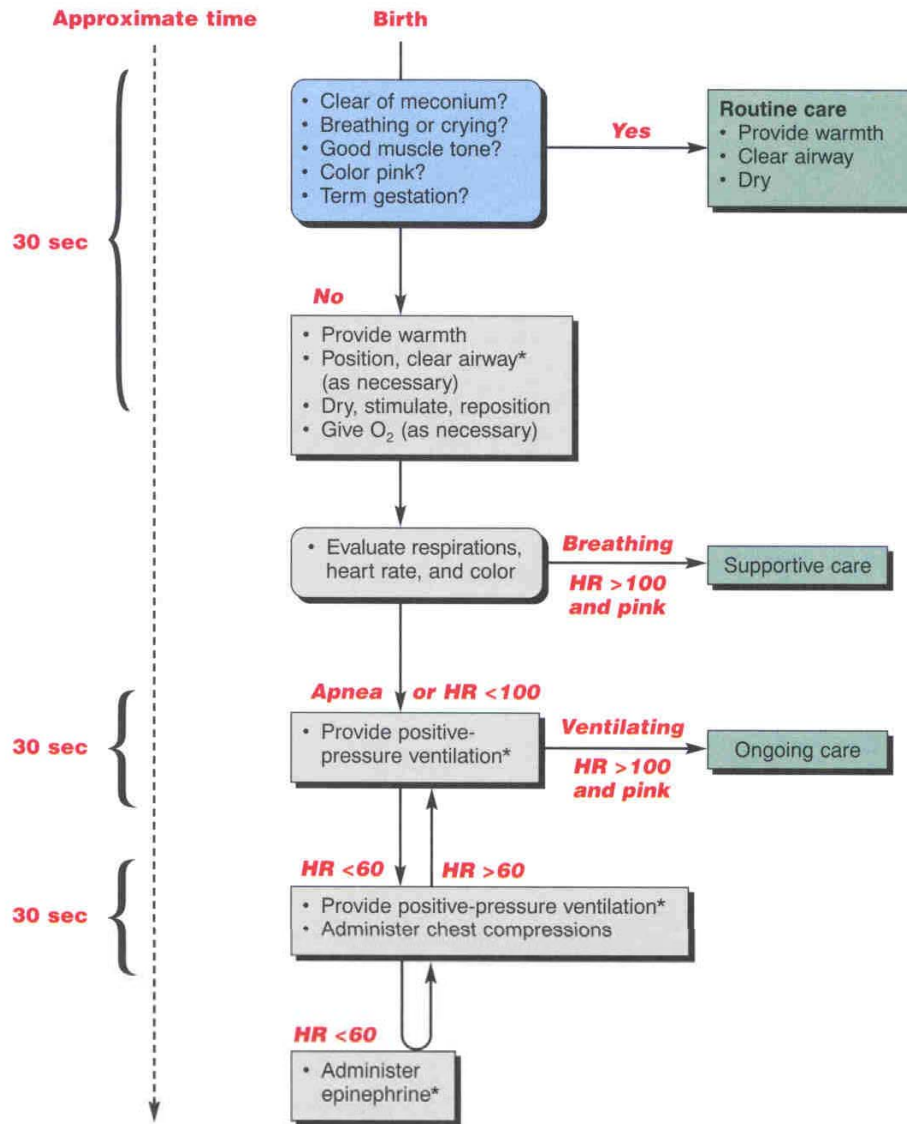 Approximate time
Birth
• Clear of meconium?
• Breathing or crying?
• Good muscle tone?
• Color pink?
• Term gestation?
Yes
Routine care
• Provide warmth
• Clear airway
• Dry
30 sec
No
• Provide warmth
• Position, clear airway*
(as necessary)
• Dry, stimulate, reposition
• Give O₂ (as necessary)
• Evaluate respirations,
heart rate, and color
Breathing
HR >100
and pink
Supportive care
Apnea or HR <100
30 sec
• Provide positive-
pressure ventilation*
Ventilating
HR >100
and pink
Ongoing care
HR <60
HR >60
30 sec
• Provide positive-pressure ventilation*
• Administer chest compressions
HR <60
• Administer
epinephrine*